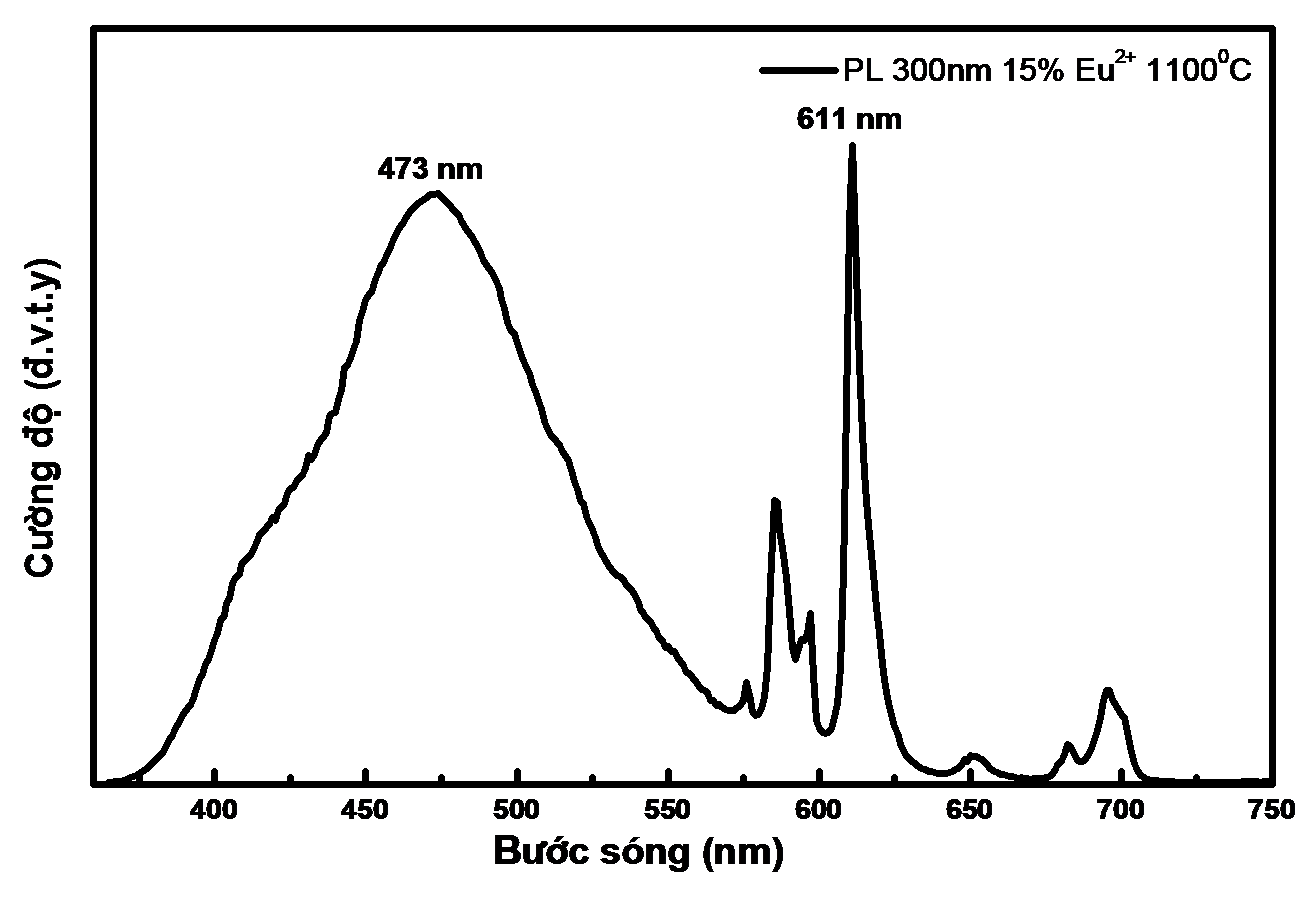 PL 300nm 15% Eu²⁺ 1100⁰C
611 nm
473 nm
Cường độ (đ.v.t.y)
400 450 500 550 600 650 700 750
Bước sóng (nm)